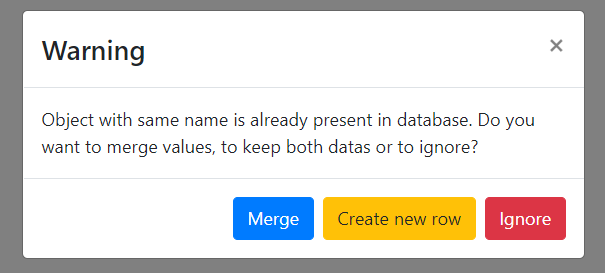 Warning
×
Object with same name is already present in database. Do you
want to merge values, to keep both datas or to ignore?
Merge
Create new row
Ignore